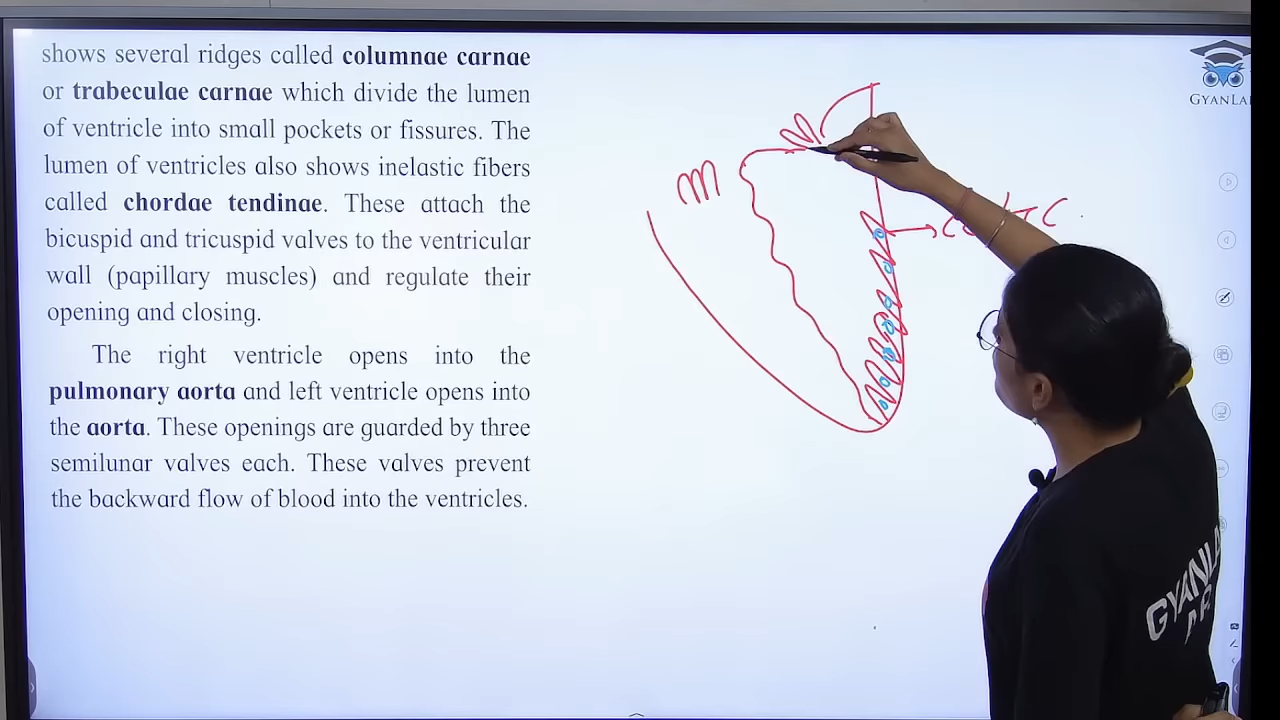 shows several ridges called columnae carnae
or trabeculae carnae which divide the lumen
of ventricle into small pockets or fissures. The
lumen of ventricles also shows inelastic fibers
called chordae tendinae. These attach the
bicuspid and tricuspid valves to the ventricular
wall (papillary muscles) and regulate their
opening and closing.
The right ventricle opens into the
pulmonary aorta and left ventricle opens into
the aorta. These openings are guarded by three
semilunar valves each. These valves prevent
the backward flow of blood into the ventricles.
GYANLA
GYANLA